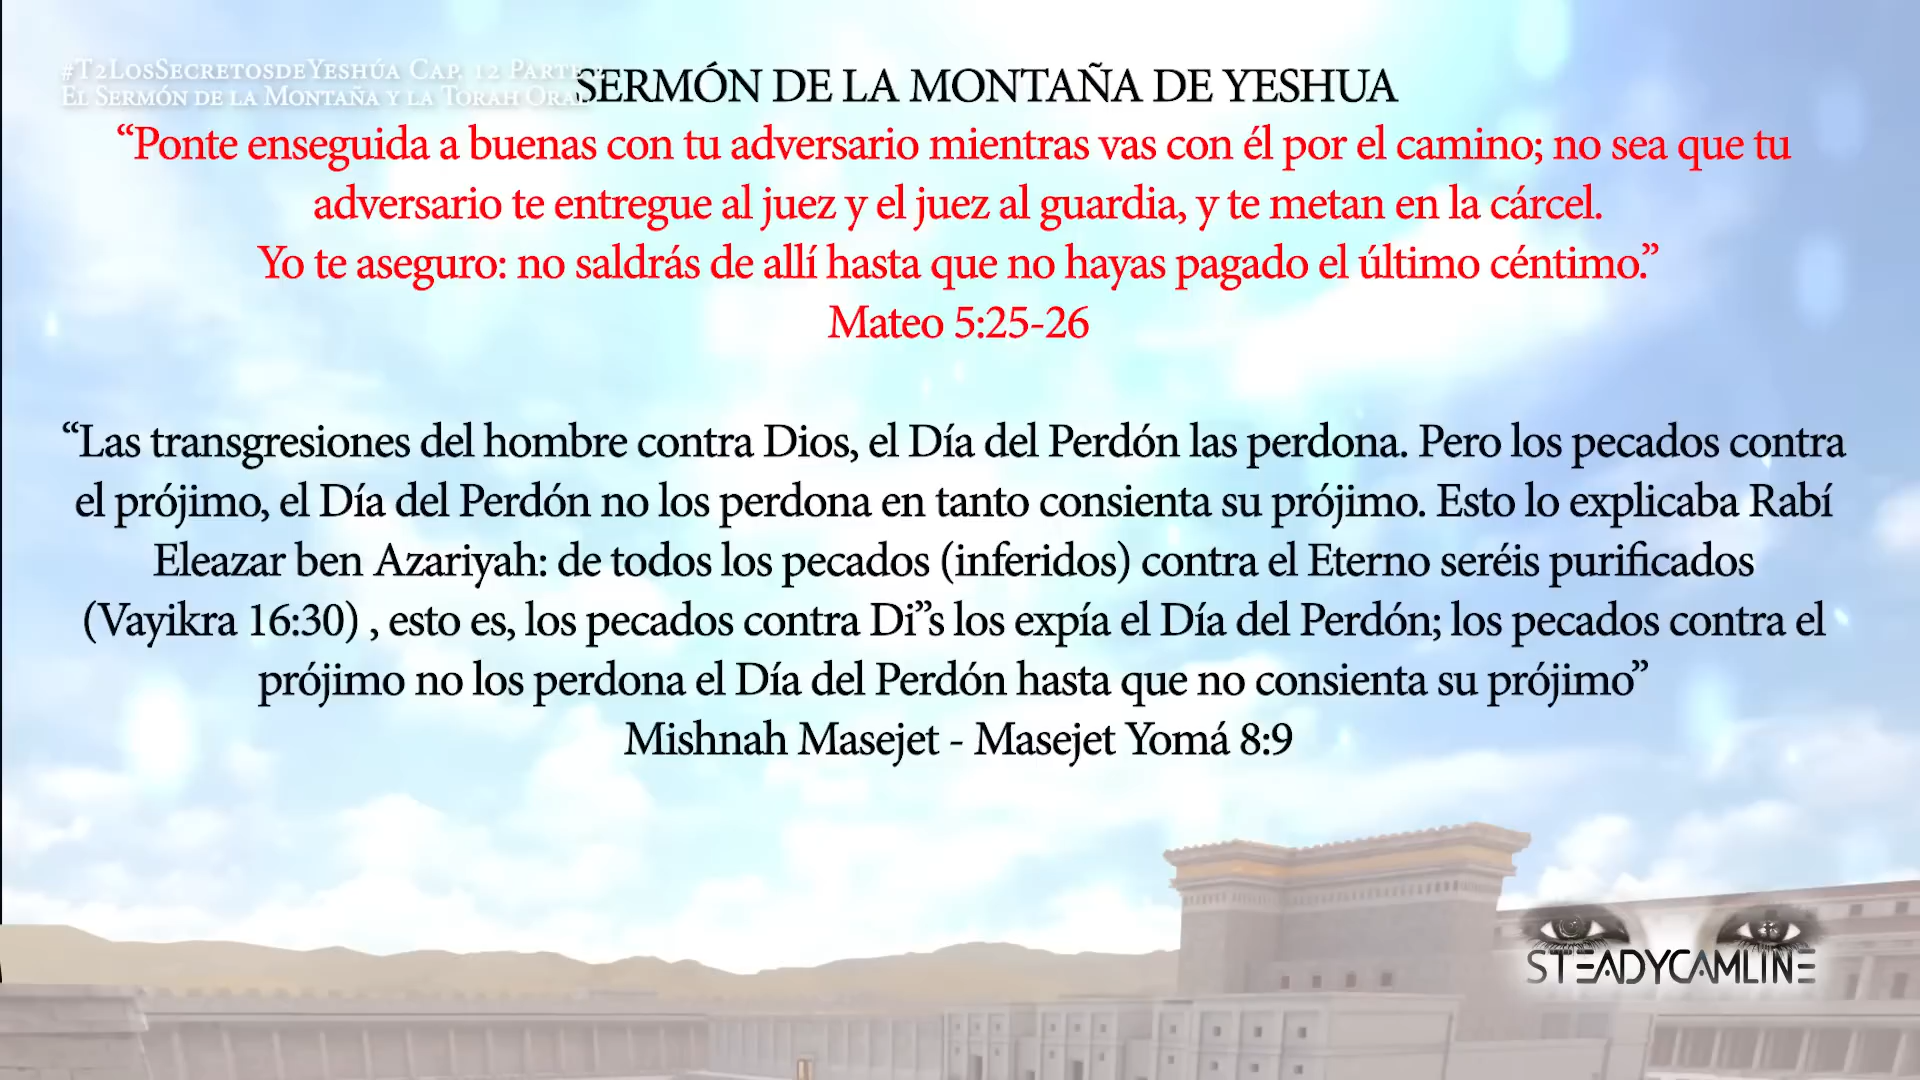 #T2LosSecretosdeYeshúa Cap. 12 Parte
El Sermón de la Montaña y la Torah Oral
SERMÓN DE LA MONTAÑA DE YESHUA
“Ponte enseguida a buenas con tu adversario mientras vas con él por el camino; no sea que tu
adversario te entregue al juez y el juez al guardia, y te metan en la cárcel.
Yo te aseguro: no saldrás de allí hasta que no hayas pagado el último céntimo.”
Mateo 5:25-26
“Las transgresiones del hombre contra Dios, el Día del Perdón las perdona. Pero los pecados contra
el prójimo, el Día del Perdón no los perdona en tanto consienta su prójimo. Esto lo explicaba Rabí
Eleazar ben Azariyah: de todos los pecados (inferidos) contra el Eterno seréis purificados
(Vayikra 16:30) , esto es, los pecados contra Di”s los expía el Día del Perdón; los pecados contra el
prójimo no los perdona el Día del Perdón hasta que no consienta su prójimo”
Mishnah Masejet - Masejet Yomá 8:9
STEADYCAMLINE